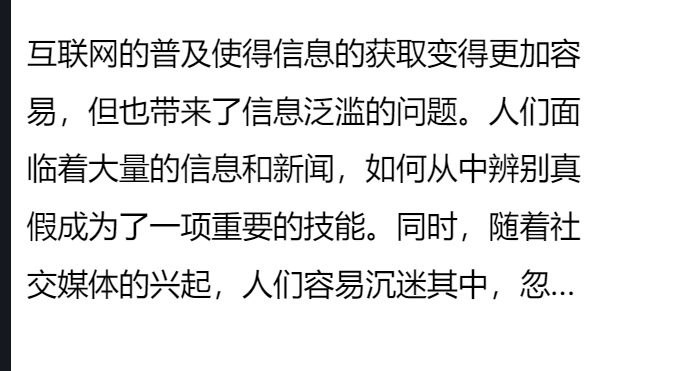 互联网的普及使得信息的获取变得更加容
易，但也带来了信息泛滥的问题。人们面
临着大量的信息和新闻，如何从中辨别真
假成为了一项重要的技能。同时，随着社
交媒体的兴起，人们容易沉迷其中，忽...